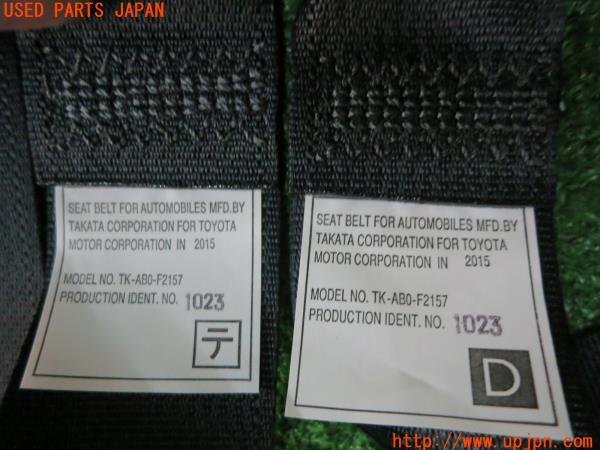 USED PARTS JAPAN
SEAT BELT FOR AUTOMOBILES MFD.BY
TAKATA CORPORATION FOR TOYOTA
MOTOR CORPORATION IN 2015
MODEL NO. TK-AB0-F2157
PRODUCTION IDENT. NO. 1023
テ
SEAT BELT FOR AUTOMOBILES MFD.BY
TAKATA CORPORATION FOR TOYOTA
MOTOR CORPORATION IN 2015
MODEL NO. TK-AB0-F2157
PRODUCTION IDENT. NO. 1023
D
http://www.upjpn.com/